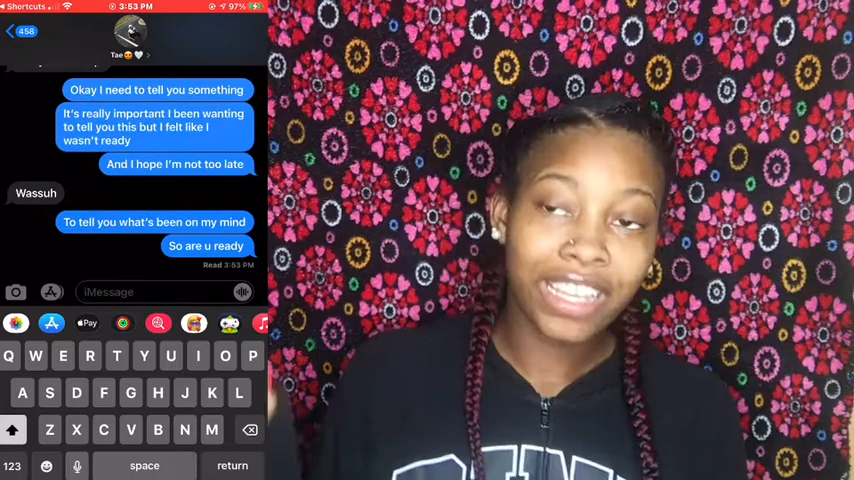 Shortcuts
3:53 PM
97%
458
Tae
Okay I need to tell you something
It's really important I been wanting
to tell you this but I felt like I
wasn't ready
And I hope I'm not too late
Wassuh
To tell you what's been on my mind
So are u ready
Read 3:53 PM
iMessage
Pay
Q W E R T Y U I O P
A S D F G H J K L
Z X C V B N M
123 space return